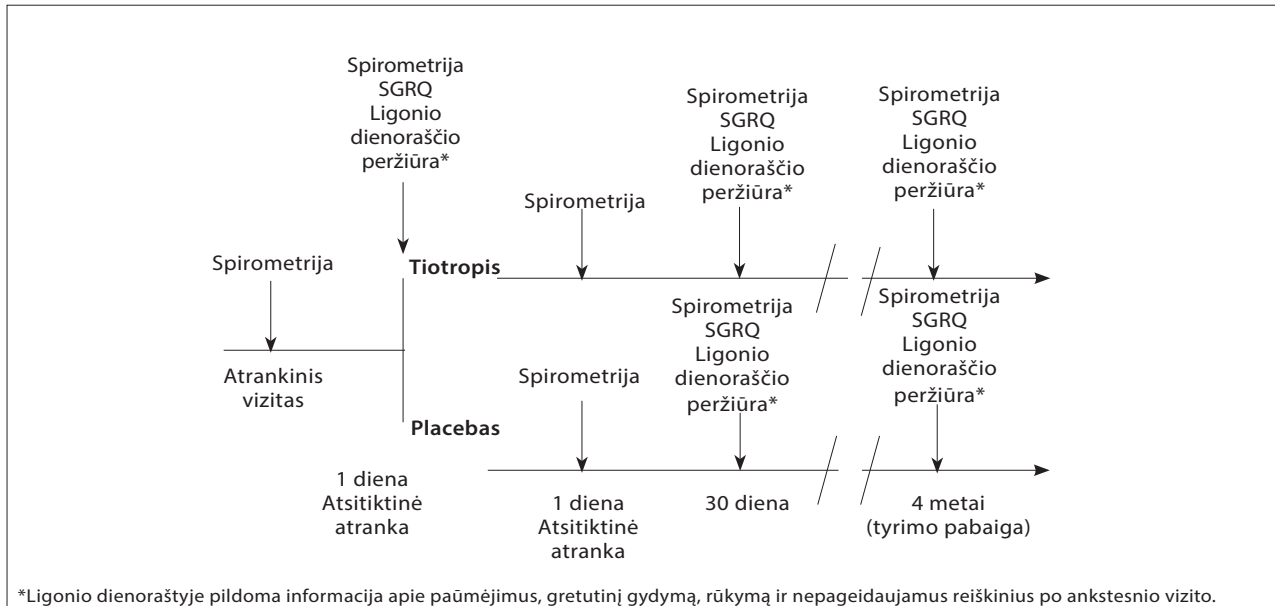 Spirometrija
SGRQ
Ligonio
dienoraščio
peržiūra*
Spirometrija
SGRQ
Ligonio
dienoraščio
peržiūra*
Spirometrija
SGRQ
Ligonio
dienoraščio
peržiūra*
Spirometrija
Spirometrija
Tiotropis
Atrankinis
vizitas
Spirometrija
SGRQ
Ligonio
dienoraščio
peržiūra*
Spirometrija
SGRQ
Ligonio
dienoraščio
peržiūra*
Spirometrija
Placebas
1 diena
Atsitiktinė
atranka
1 diena
Atsitiktinė
atranka
30 diena
4 metai
(tyrimo pabaiga)
*Ligonio dienoraštyje pildoma informacija apie paūmėjimus, gretutinį gydymą, rūkymą ir nepageidaujamus reiškinius po ankstesnio vizito.